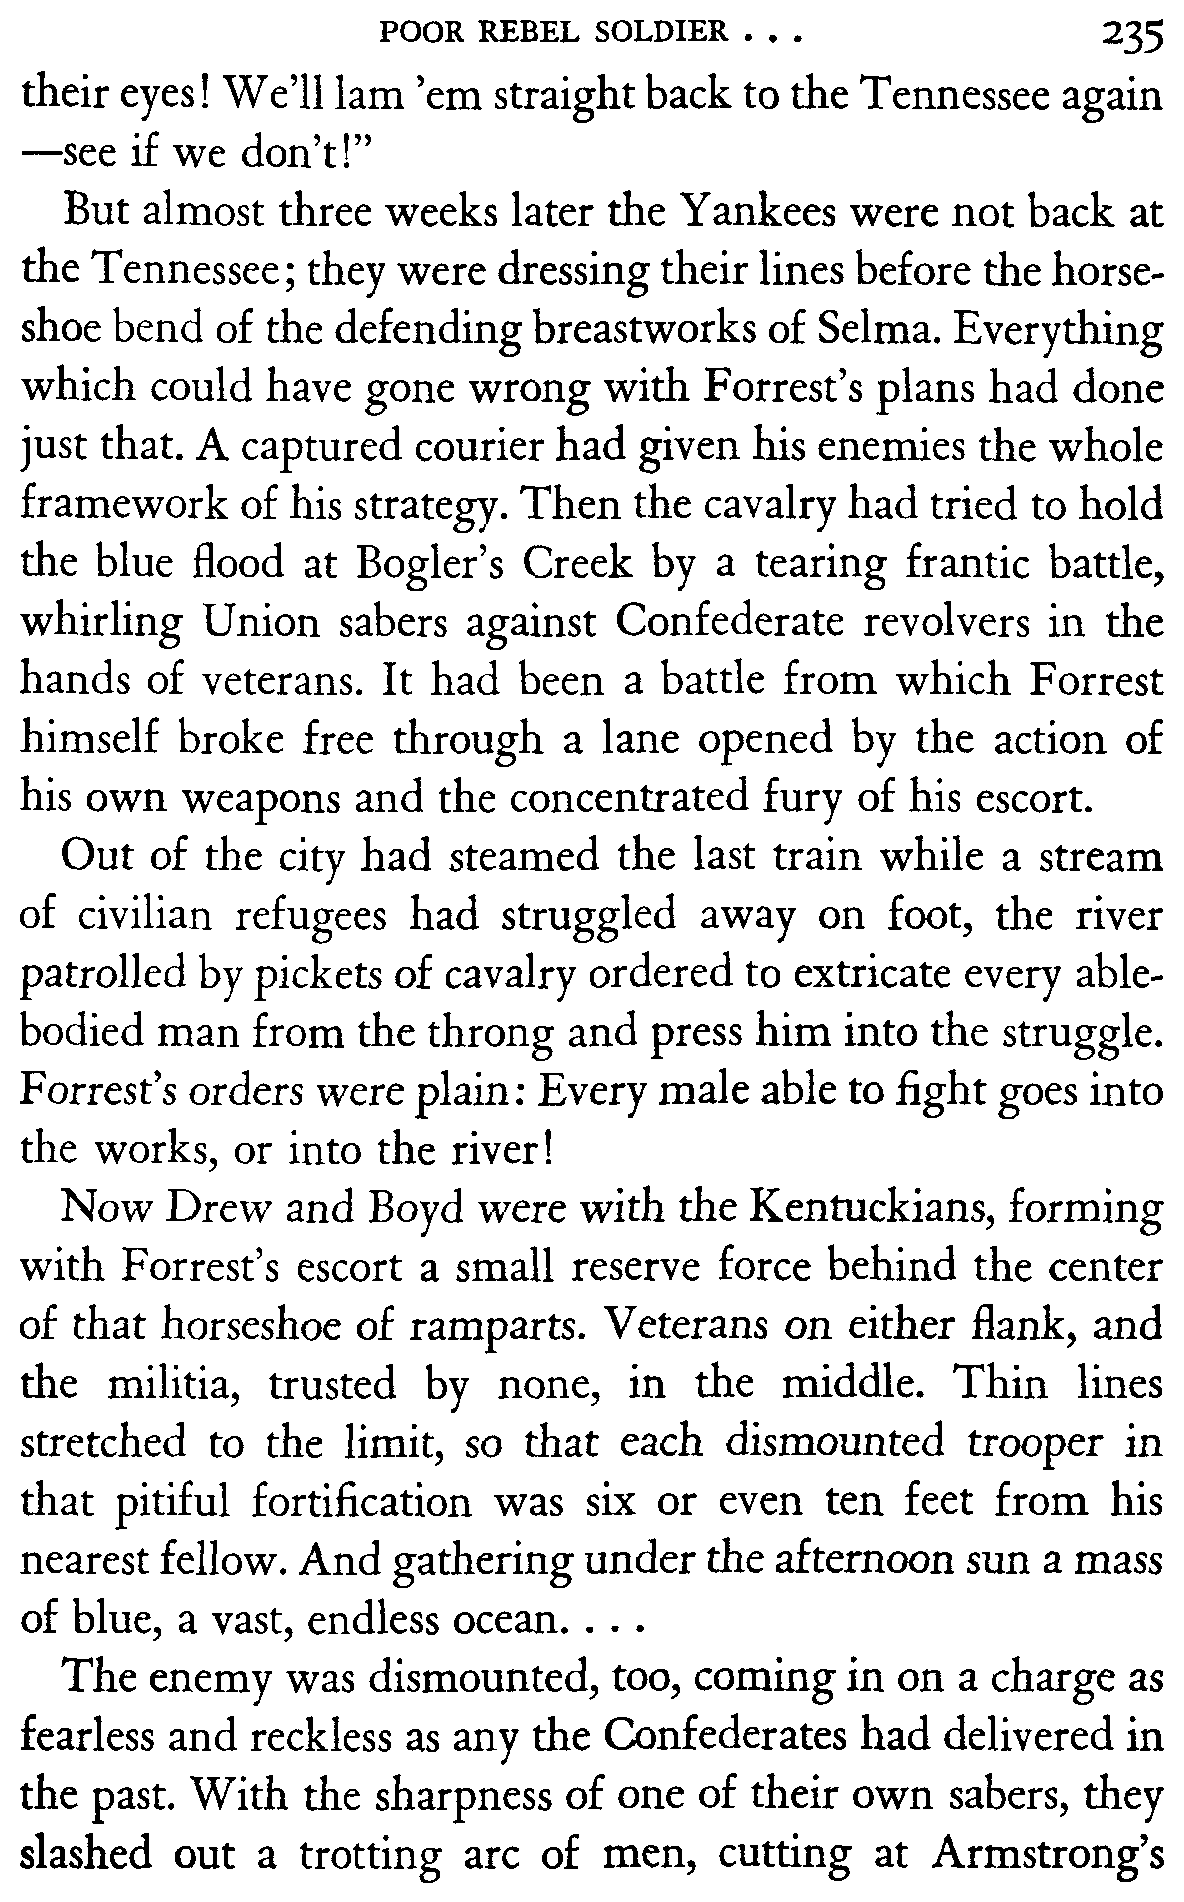 POOR REBEL SOLDIER . . . 235
their eyes! We'll lam 'em straight back to the Tennessee again
—see if we don't!”
But almost three weeks later the Yankees were not back at
the Tennessee; they were dressing their lines before the horse-
shoe bend of the defending breastworks of Selma. Everything
which could have gone wrong with Forrest's plans had done
just that. A captured courier had given his enemies the whole
framework of his strategy. Then the cavalry had tried to hold
the blue flood at Bogler's Creek by a tearing frantic battle,
whirling Union sabers against Confederate revolvers in the
hands of veterans. It had been a battle from which Forrest
himself broke free through a lane opened by the action of
his own weapons and the concentrated fury of his escort.
Out of the city had steamed the last train while a stream
of civilian refugees had struggled away on foot, the river
patrolled by pickets of cavalry ordered to extricate every able-
bodied man from the throng and press him into the struggle.
Forrest's orders were plain: Every male able to fight goes into
the works, or into the river!
Now Drew and Boyd were with the Kentuckians, forming
with Forrest's escort a small reserve force behind the center
of that horseshoe of ramparts. Veterans on either flank, and
the militia, trusted by none, in the middle. Thin lines
stretched to the limit, so that each dismounted trooper in
that pitiful fortification was six or even ten feet from his
nearest fellow. And gathering under the afternoon sun a mass
of blue, a vast, endless ocean. . . .
The enemy was dismounted, too, coming in on a charge as
fearless and reckless as any the Confederates had delivered in
the past. With the sharpness of one of their own sabers, they
slashed out a trotting arc of men, cutting at Armstrong's